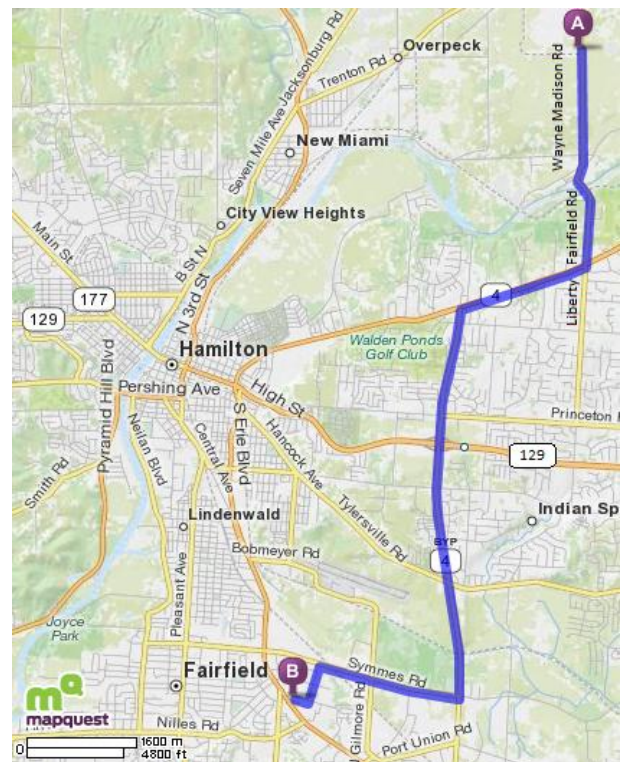 A
Overpeck
Trenton Rd
Wayne Madison Rd
Seven Mile Ave Jacksonburg Rd
New Miami
City View Heights
Liberty Fairfield Rd
Main St
B St N
N 3rd St
177
129
4
Walden Ponds
Golf Club
Hamilton
Pyramid Hill Blvd
Pershing Ave
High St
Princeton
129
S Erie Blvd
Hancock Ave
Neilan Blvd
Central Ave
Smith Rd
Tylersville Rd
Indian Sp
Lindenwald
BYP
4
Bobmeyer Rd
Pleasant Ave
Joyce
Park
Fairfield
B
Symmes Rd
mq
mapquest
Nilles Rd
N Gilmore Rd
Port Union Rd
0
1600 m
4800 ft